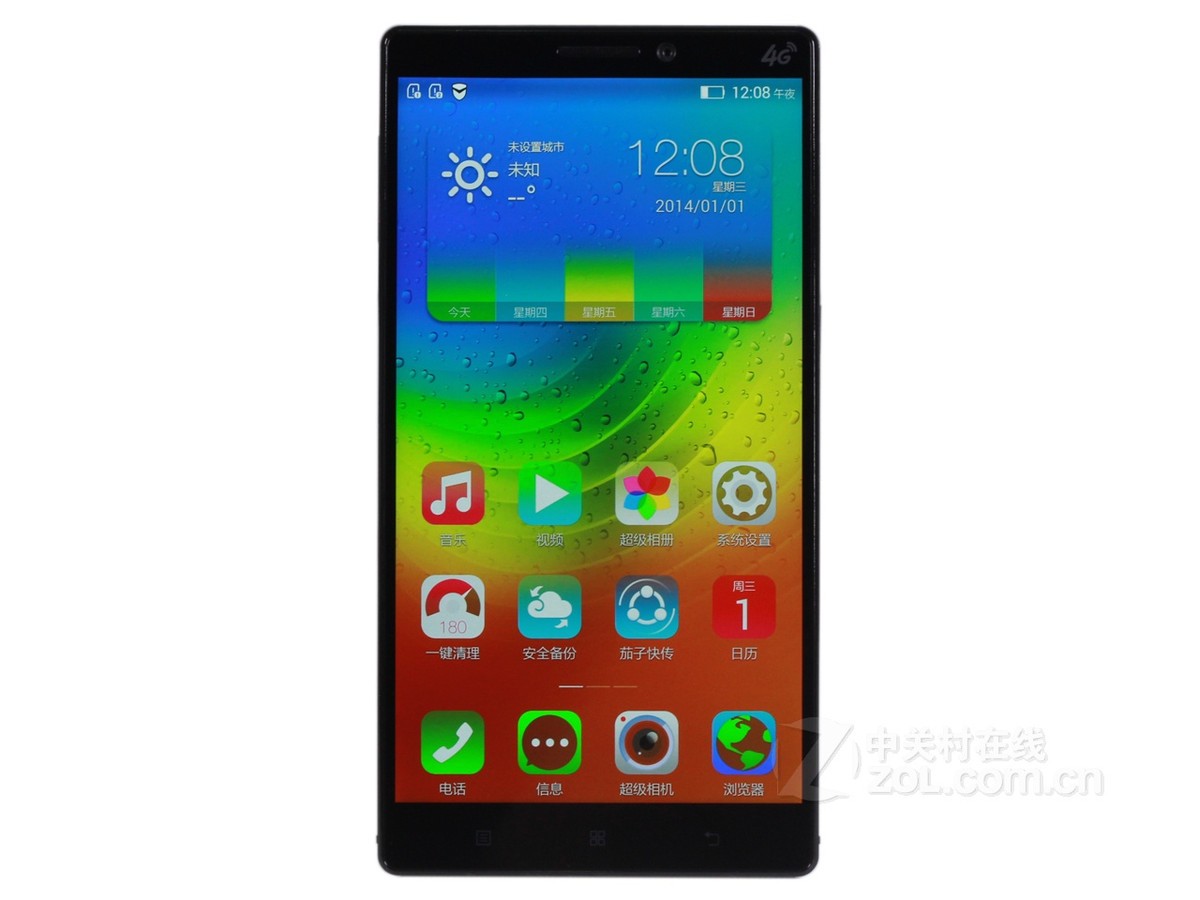 4G
12:08 午夜
未设置城市
未知
--°
12:08
星期三
2014/01/01
今天 星期四 星期五 星期六 星期日
音乐 视频 超级相册 系统设置
180
周三
1
一键清理 安全备份 茄子快传 日历
电话 信息 超级相机 浏览器
中关村在线
ZOL.com.cn